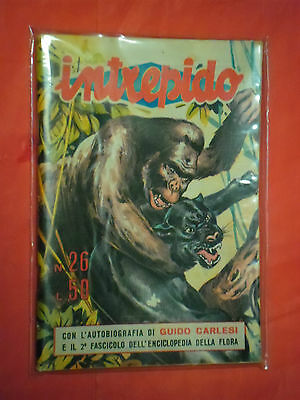 intrepido
N. 26
L. 50
CON L'AUTOBIOGRAFIA DI GUIDO CARLESI
E IL 2° FASCICOLO DELL'ENCICLOPEDIA DELLA FLORA